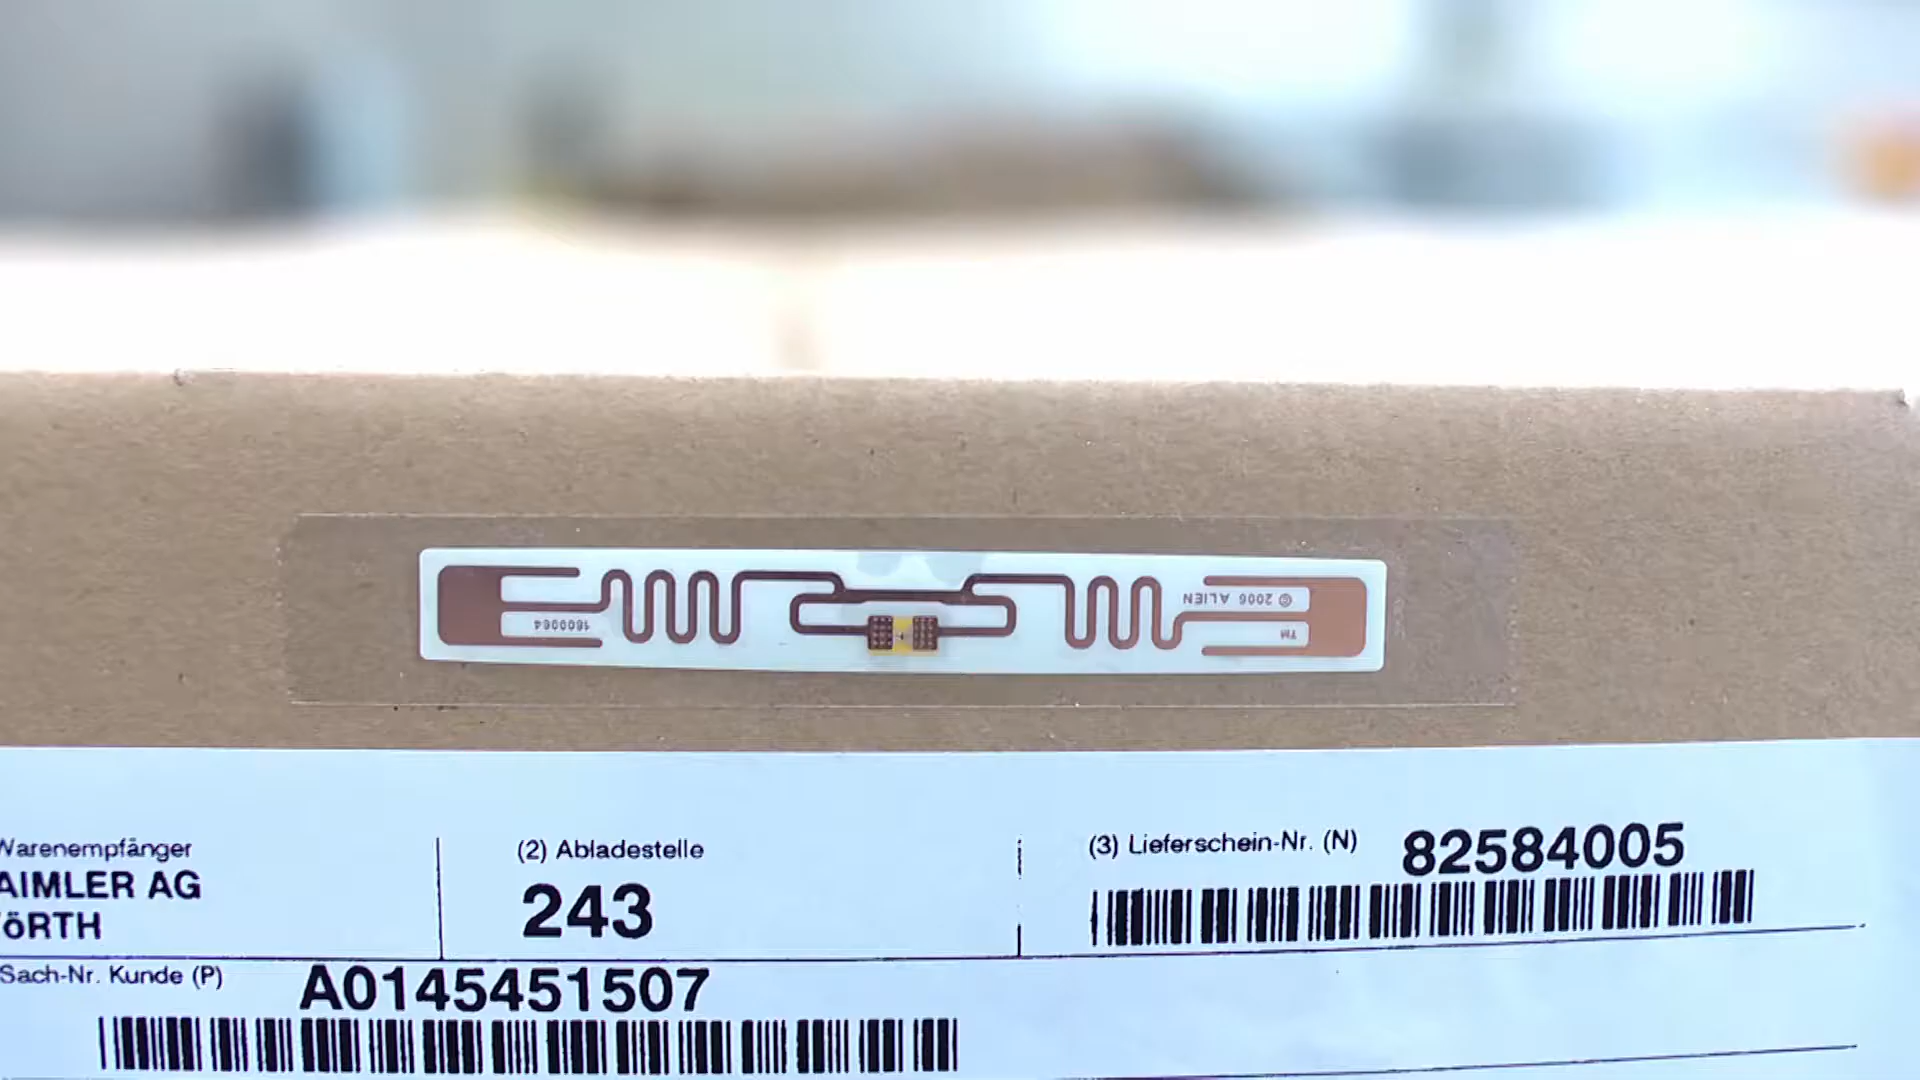 1600064
© 2006 ALIEN
TM
Warenempfänger
AIMLER AG
öRTH
(2) Abladestelle
243
(3) Lieferschein-Nr. (N) 82584005
Sach-Nr. Kunde (P) A0145451507